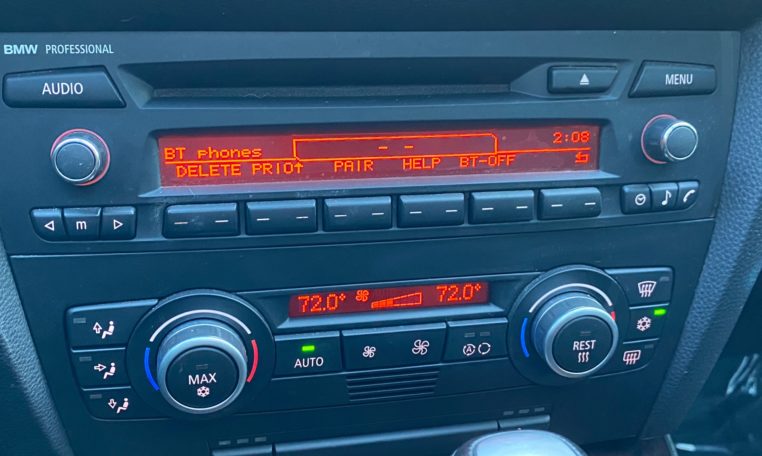 BMW PROFESSIONAL
AUDIO
MENU
BT phones -- 2:08
DELETE PRIO↑ PAIR HELP BT-OFF
m
72.0° 72.0°
AUTO
A
MAX
REST